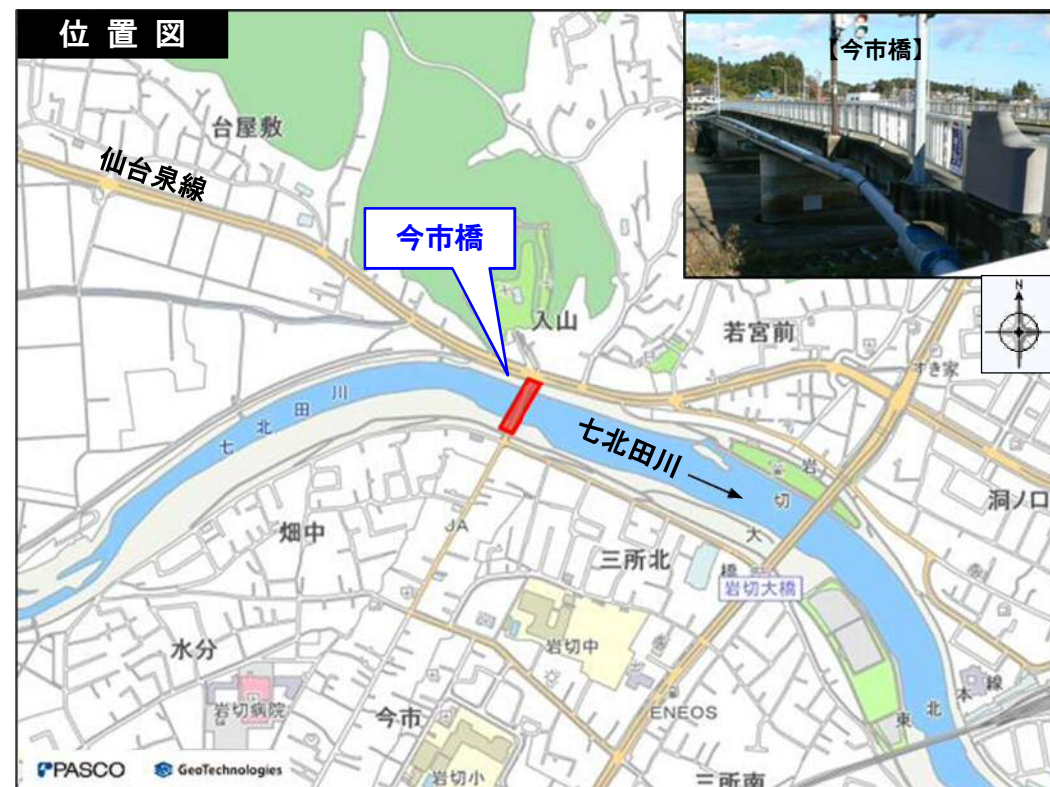 位置図
【今市橋】
台屋敷
仙台泉線
今市橋
入山
若宮前
N
すき家
七北田川
七北田川
岩切大橋
洞ノ口
畑中
JA
三所北
岩切大橋
水分
岩切中
岩切病院
今市
ENEOS
東北本線
岩切小
三所南
PASCO
GeoTechnologies